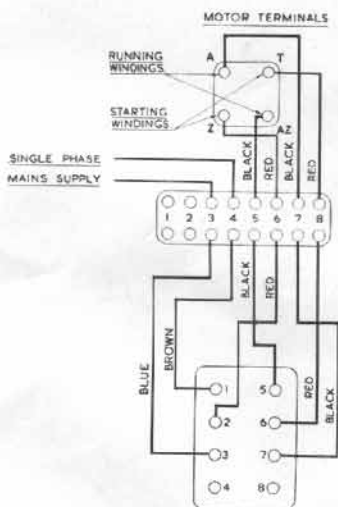 MOTOR TERMINALS
RUNNING WINDINGS
A
T
STARTING WINDINGS
Z
AZ
BLACK
RED
BLACK
RED
SINGLE PHASE
MAINS SUPPLY
1 2 3 4 5 6 7 8
BLUE
BROWN
BLACK
RED
RED
BLACK
1 5
2 6
3 7
4 8